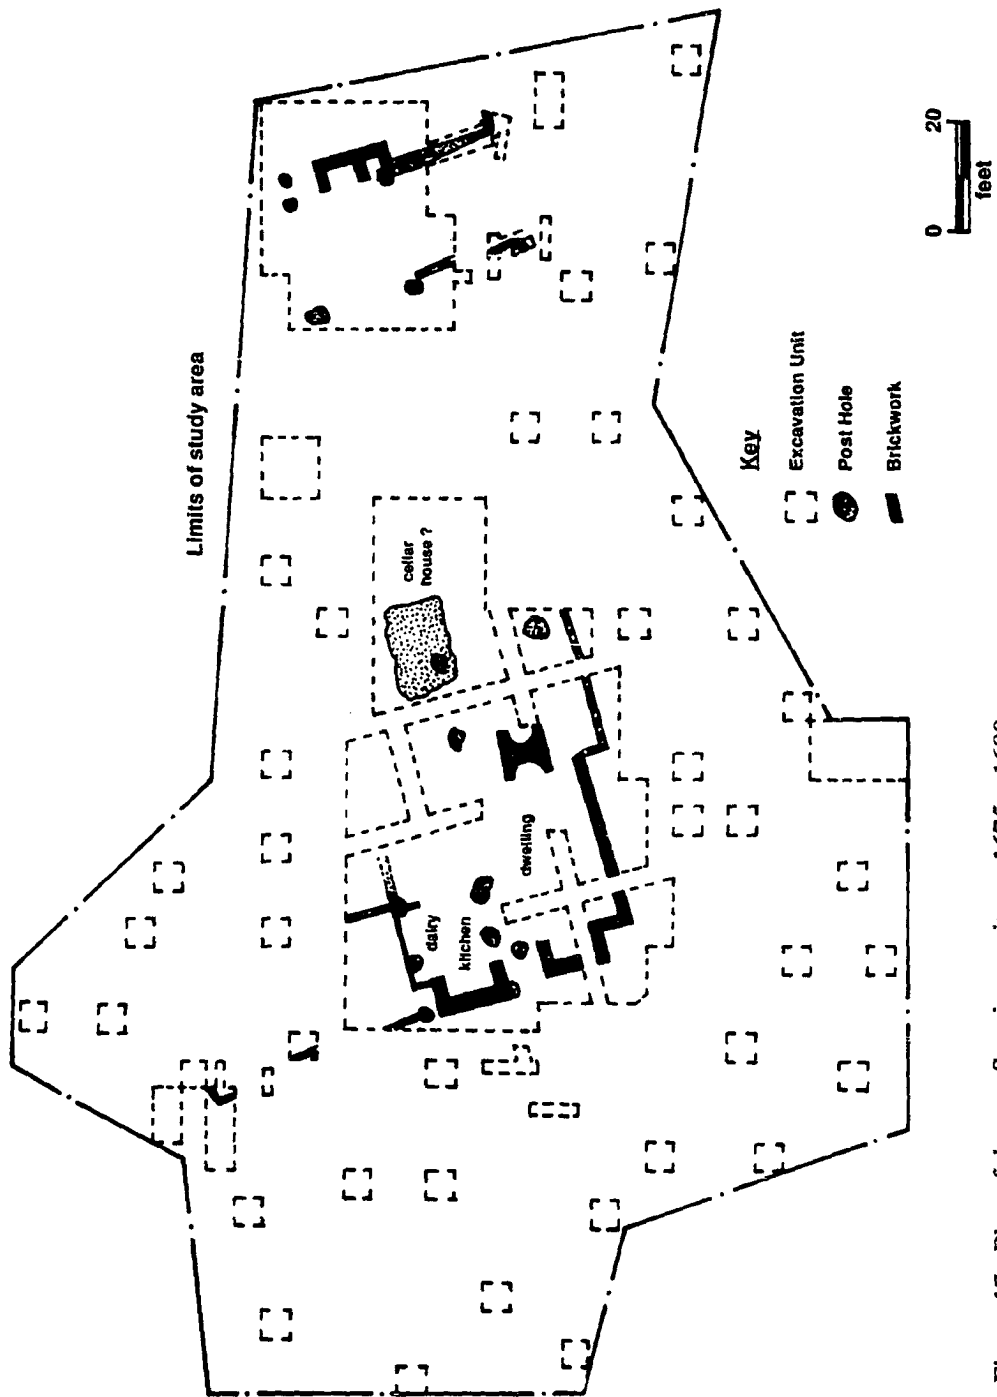 Limits of study area
cellar
house ?
dairy
kitchen
dwelling
Key
Excavation Unit
Post Hole
Brickwork
0 20
feet